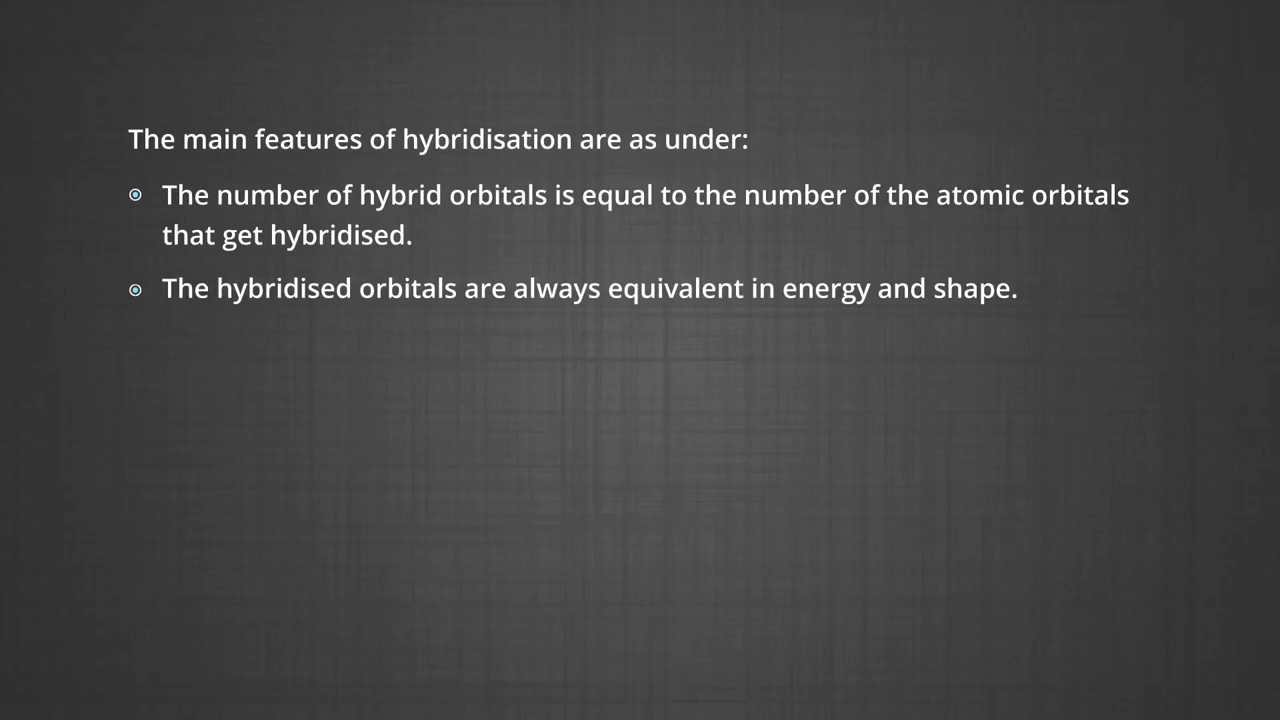 The main features of hybridisation are as under:
The number of hybrid orbitals is equal to the number of the atomic orbitals
that get hybridised.
The hybridised orbitals are always equivalent in energy and shape.